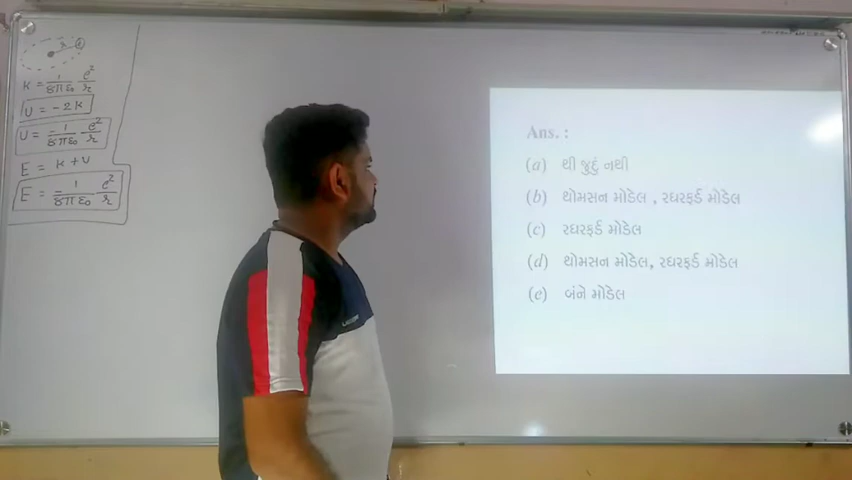 K = 1/8πε₀ e²/r
U = -2K
U = -1/8πε₀ e²/r
E = K + U
E = -1/8πε₀ e²/r
Ans. :
(a) થી જુદું નથી
(b) થોમસન મોડેલ , રધરફર્ડ મોડેલ
(c) રધરફર્ડ મોડેલ
(d) થોમસન મોડેલ, રધરફર્ડ મોડેલ
(e) બંને મોડેલ